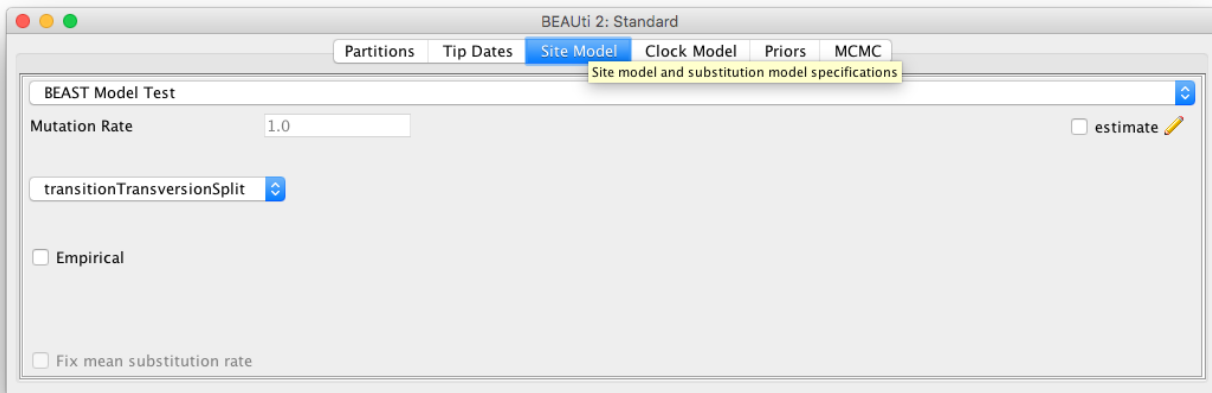 BEAUti 2: Standard
Partitions Tip Dates Site Model Clock Model Priors MCMC
Site model and substitution model specifications
BEAST Model Test
Mutation Rate 1.0 estimate
transitionTransversionSplit
Empirical
Fix mean substitution rate